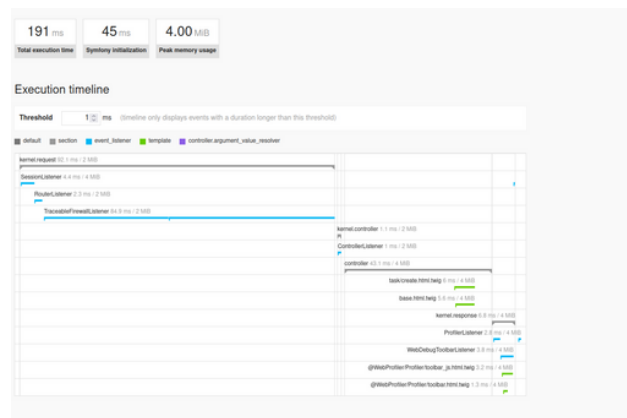 191 ms
45 ms
4.00 MiB
Total execution time
Symfony initialization
Peak memory usage
Execution timeline
Threshold 1 ms (timeline only displays events with a duration longer than this threshold)
default section event_listener template controller.argument_value_resolver
kernel.request 92.1 ms / 2 MiB
SessionListener 4.4 ms / 4 MiB
RouterListener 2.3 ms / 2 MiB
TraceableFirewallListener 84.9 ms / 2 MiB
kernel.controller 1.1 ms / 2 MiB
ControllerListener 1 ms / 2 MiB
controller 43.1 ms / 4 MiB
task/create.html.twig 6 ms / 4 MiB
base.html.twig 5.6 ms / 4 MiB
kernel.response 6.8 ms / 4 MiB
ProfilerListener 2.8 ms / 4 MiB
WebDebugToolbarListener 3.8 ms / 4 MiB
@WebProfiler/Profiler/toolbar_js.html.twig 3.2 ms / 4 MiB
@WebProfiler/Profiler/toolbar.html.twig 1.3 ms / 4 MiB